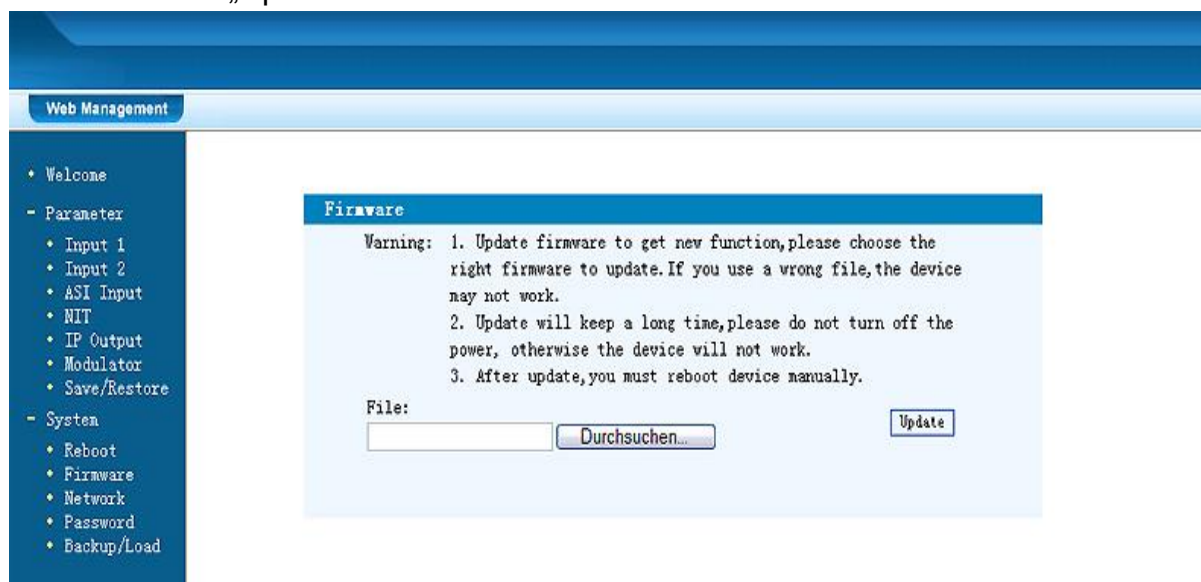 Web Management
• Welcome
- Parameter
• Input 1
• Input 2
• ASI Input
• NIT
• IP Output
• Modulator
• Save/Restore
- System
• Reboot
• Firmware
• Network
• Password
• Backup/Load
Firmware
Warning: 1. Update firmware to get new function,please choose the
right firmware to update.If you use a wrong file,the device
may not work.
2. Update will keep a long time,please do not turn off the
power, otherwise the device will not work.
3. After update,you must reboot device manually.
File:
Durchsuchen...
Update